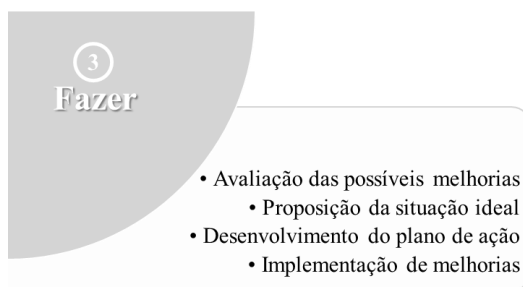 3
Fazer
• Avaliação das possíveis melhorias
• Proposição da situação ideal
• Desenvolvimento do plano de ação
• Implementação de melhorias